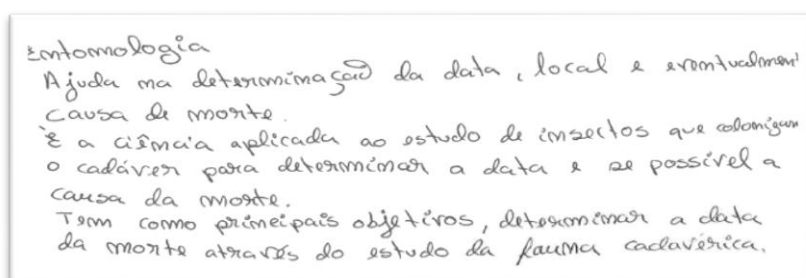 Entomologia
Ajuda na determinação da data, local e eventualment
causa de morte.
È a ciência aplicada ao estudo de insectos que colonizam
o cadáver para determinar a data e se possível a
causa da morte.
Tem como principais objetivos, determinar a data
da morte através do estudo da fauna cadavérica.